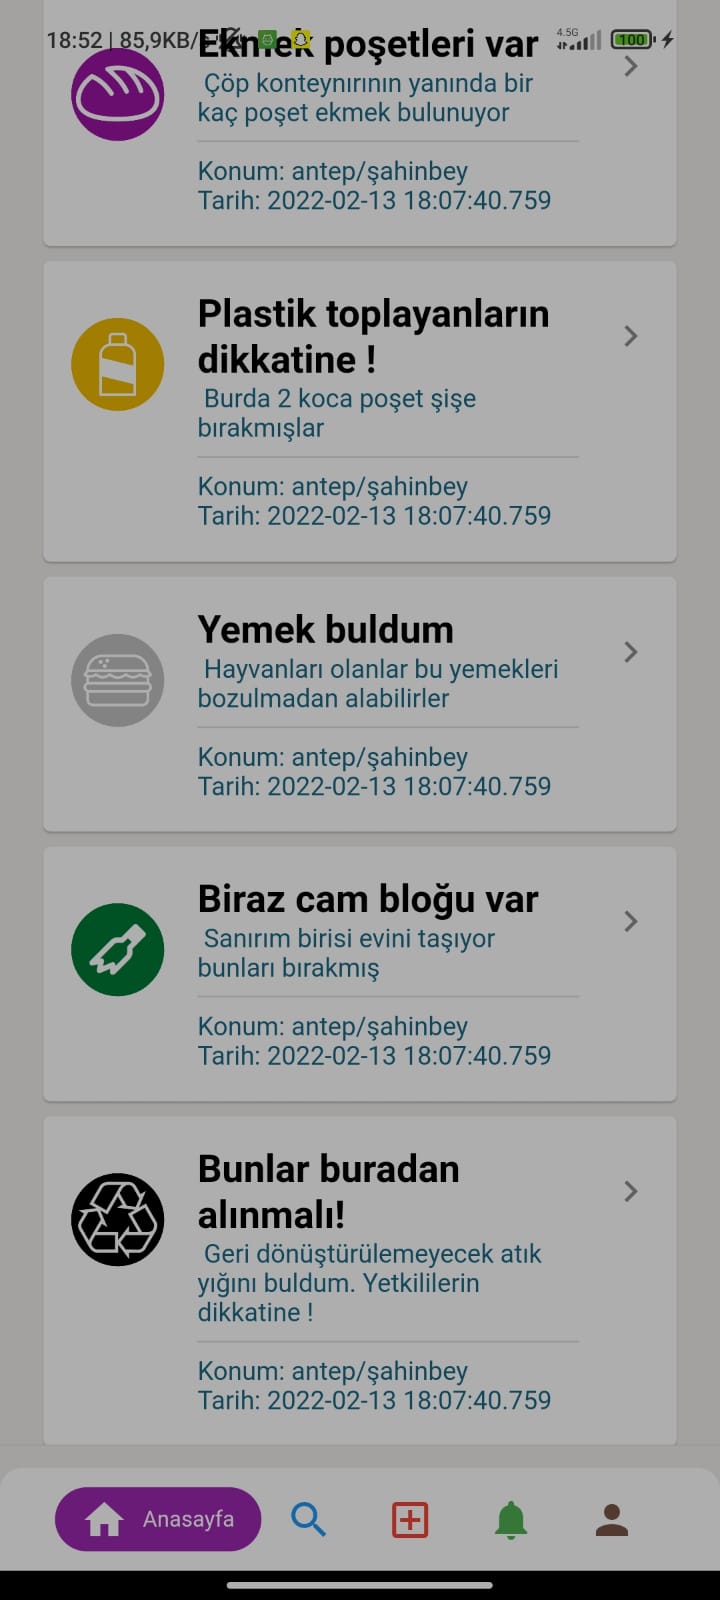 18:52 | 85,9KB/s
4.5G
100
Ekmek poşetleri var
Çöp konteynırının yanında bir
kaç poşet ekmek bulunuyor
Konum: antep/şahinbey
Tarih: 2022-02-13 18:07:40.759
Plastik toplayanların
dikkatine !
Burda 2 koca poşet şişe
bırakmışlar
Konum: antep/şahinbey
Tarih: 2022-02-13 18:07:40.759
Yemek buldum
Hayvanları olanlar bu yemekleri
bozulmadan alabilirler
Konum: antep/şahinbey
Tarih: 2022-02-13 18:07:40.759
Biraz cam bloğu var
Sanırım birisi evini taşıyor
bunları bırakmış
Konum: antep/şahinbey
Tarih: 2022-02-13 18:07:40.759
Bunlar buradan
alınmalı!
Geri dönüştürülemeyecek atık
yığını buldum. Yetkililerin
dikkatine !
Konum: antep/şahinbey
Tarih: 2022-02-13 18:07:40.759
Anasayfa